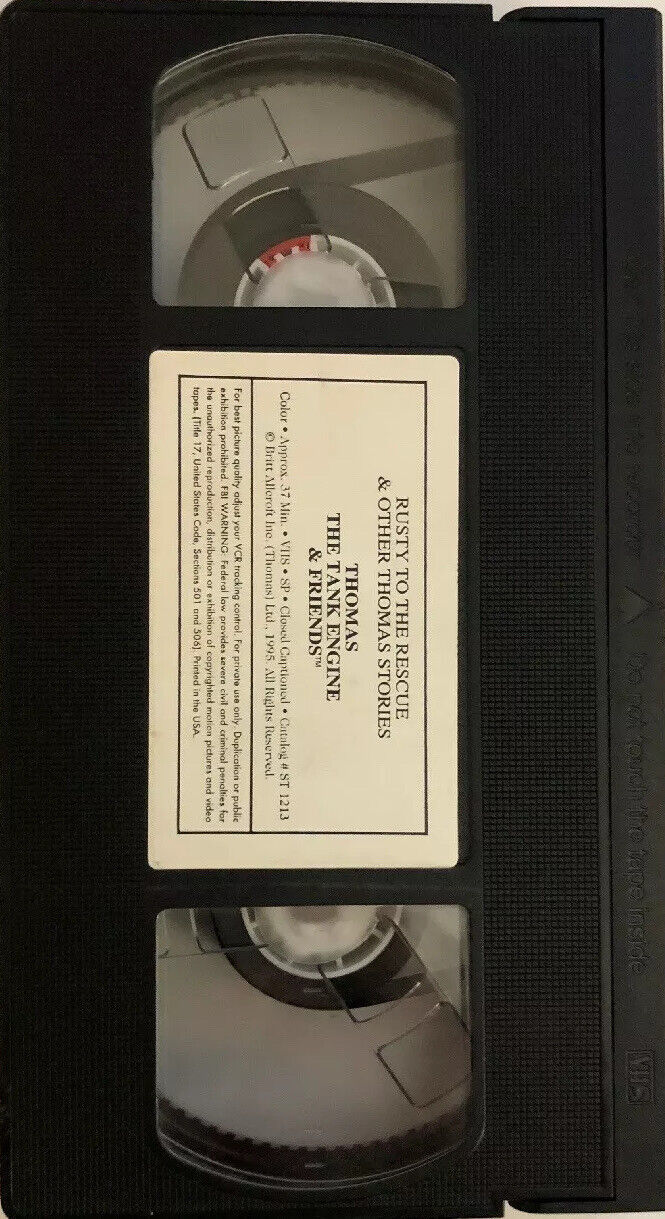 RUSTY TO THE RESCUE
& OTHER THOMAS STORIES
THOMAS
THE TANK ENGINE
& FRIENDS™
Color • Approx. 37 Min. • VHS • SP • Closed Captioned • Catalog # ST 1213
© Britt Allcroft Inc. (Thomas) Ltd., 1995. All Rights Reserved.
For best picture quality adjust your VCR tracking control. For private use only. Duplication or public
exhibition prohibited. FBI WARNING: Federal law provides severe civil and criminal penalties for
the unauthorized reproduction, distribution or exhibition of copyrighted motion pictures and video
tapes. (Title 17, United States Code, Sections 501 and 506). Printed in the USA.
the tape inside
VHS